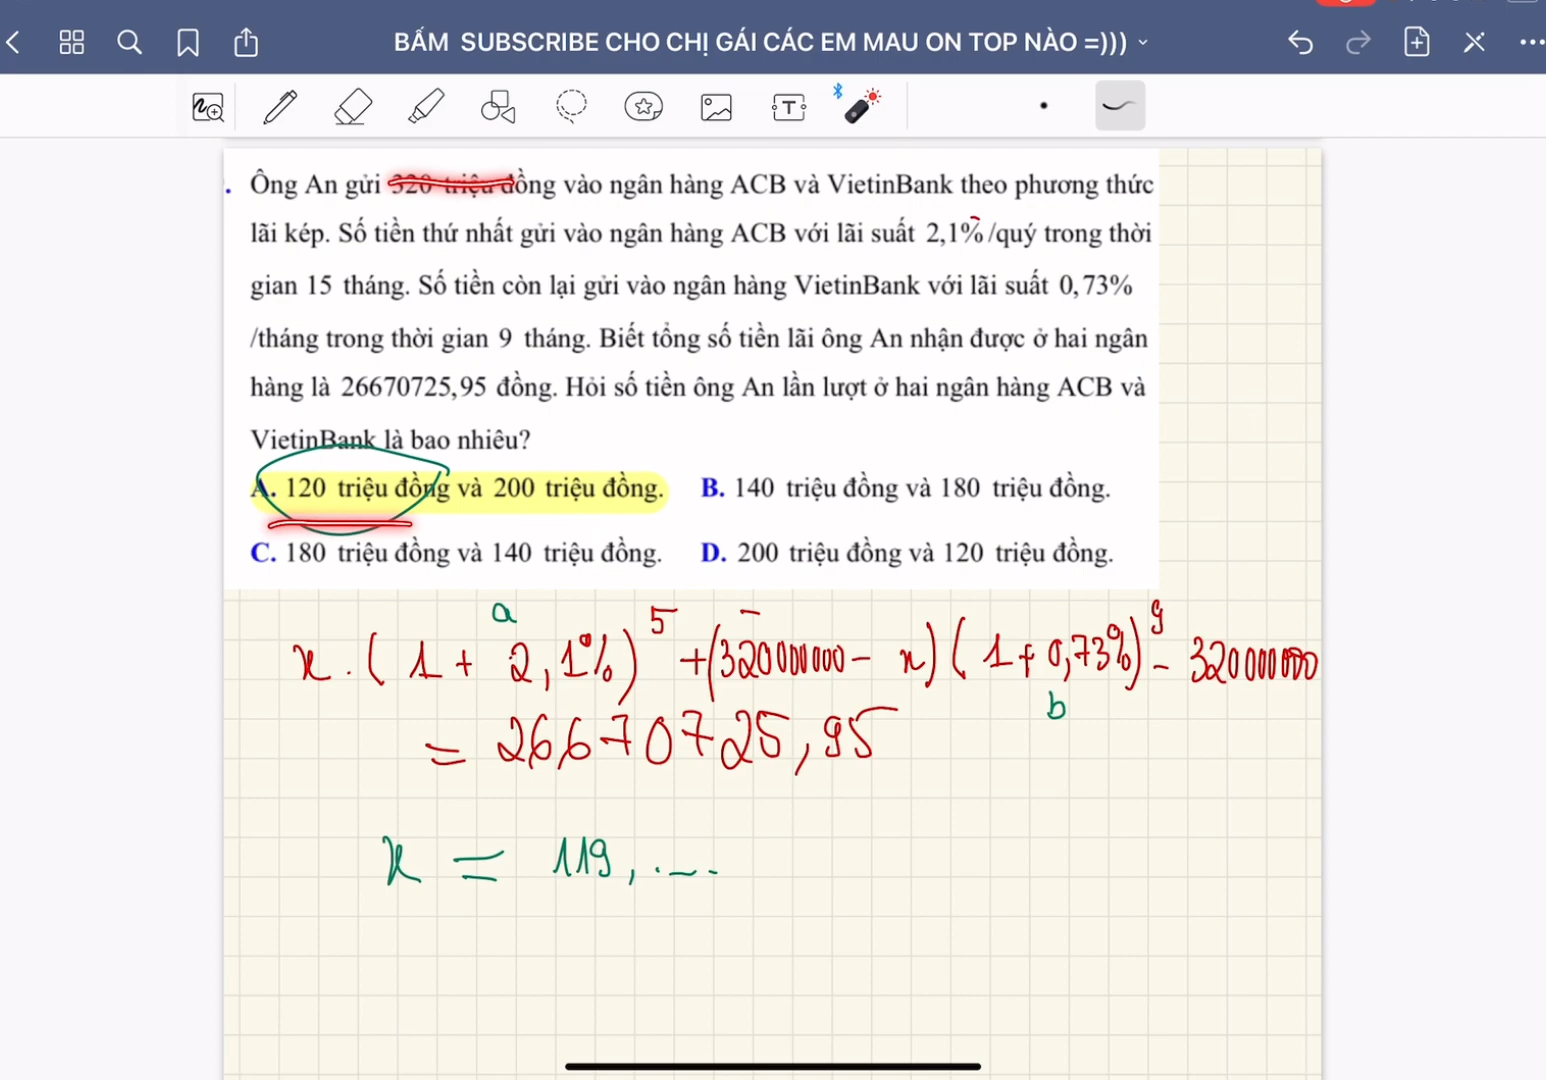 BẤM SUBSCRIBE CHO CHỊ GÁI CÁC EM MAU ON TOP NÀO =)))
T
. Ông An gửi 320 triệu đồng vào ngân hàng ACB và VietinBank theo phương thức
lãi kép. Số tiền thứ nhất gửi vào ngân hàng ACB với lãi suất 2,1% /quý trong thời
gian 15 tháng. Số tiền còn lại gửi vào ngân hàng VietinBank với lãi suất 0,73%
/tháng trong thời gian 9 tháng. Biết tổng số tiền lãi ông An nhận được ở hai ngân
hàng là 26670725,95 đồng. Hỏi số tiền ông An lần lượt ở hai ngân hàng ACB và
VietinBank là bao nhiêu?
A. 120 triệu đồng và 200 triệu đồng. B. 140 triệu đồng và 180 triệu đồng.
C. 180 triệu đồng và 140 triệu đồng. D. 200 triệu đồng và 120 triệu đồng.
a
x . ( 1 + 2,1%)^5 + (320000000 - x) ( 1 + 0,73%)^9 - 320000000
b
= 26670725,95
x = 119, ....